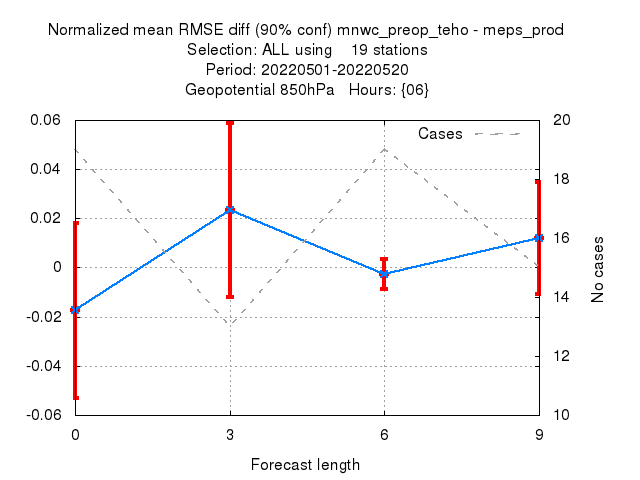 Normalized mean RMSE diff (90% conf) mnwc_preop_teho - meps_prod
Selection: ALL using    19 stations
Period: 20220501-20220520
Geopotential 850hPa   Hours: {06}
Cases
0.06
0.04
0.02
0
-0.02
-0.04
-0.06
20
18
16
14
12
10
No cases
0
3
6
9
Forecast length